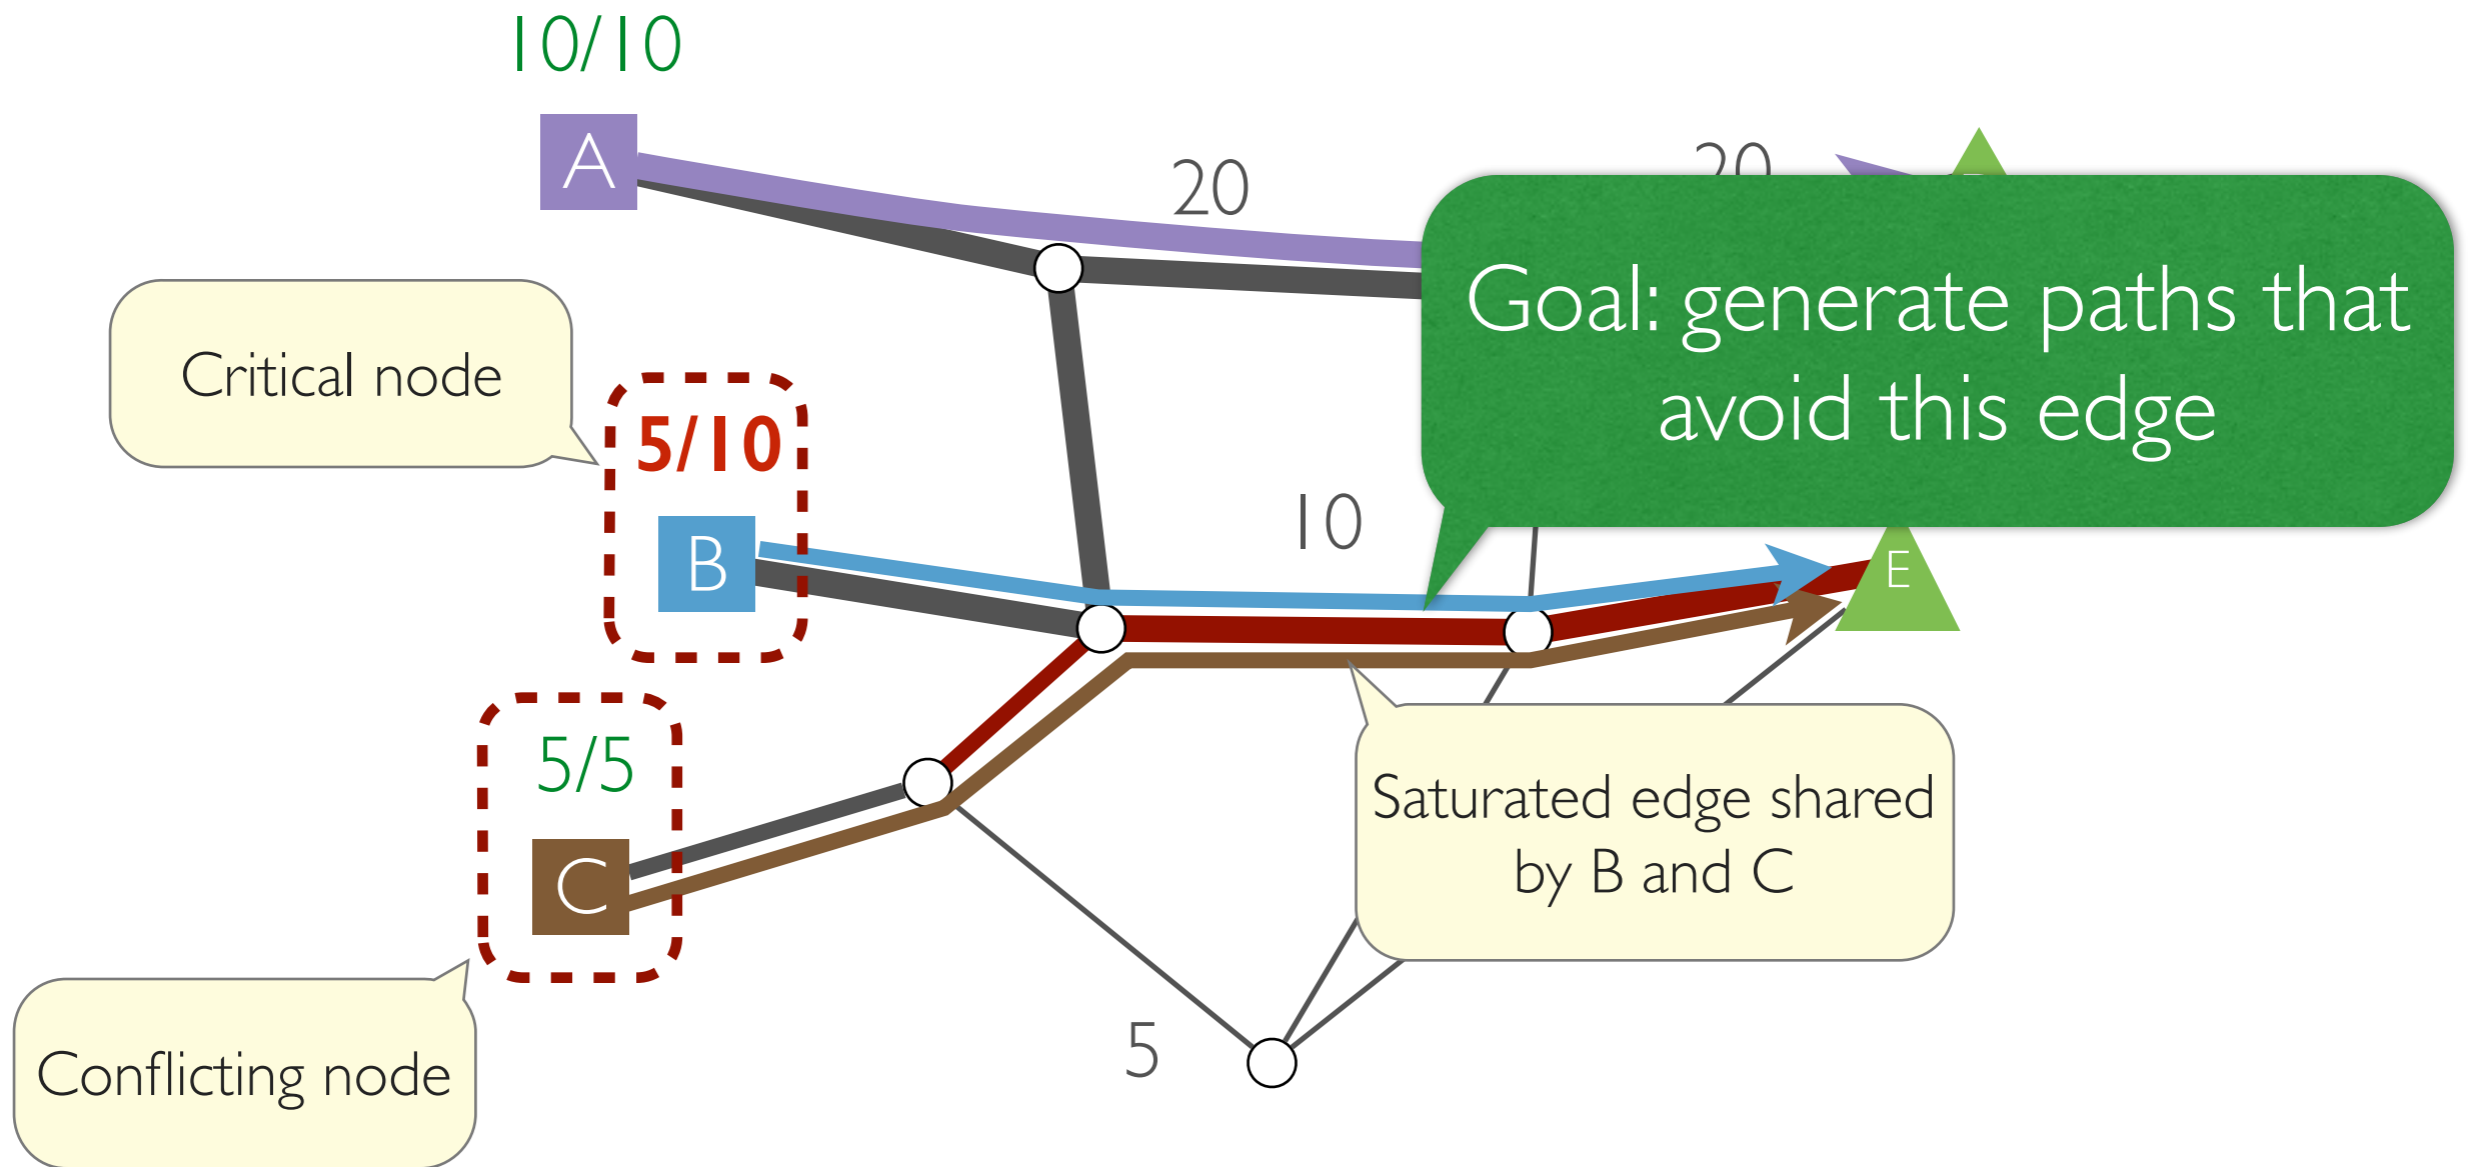 10/10
A
20
20
Goal: generate paths that
avoid this edge
Critical node
5/10
10
B
E
5/5
Saturated edge shared
by B and C
C
Conflicting node
5